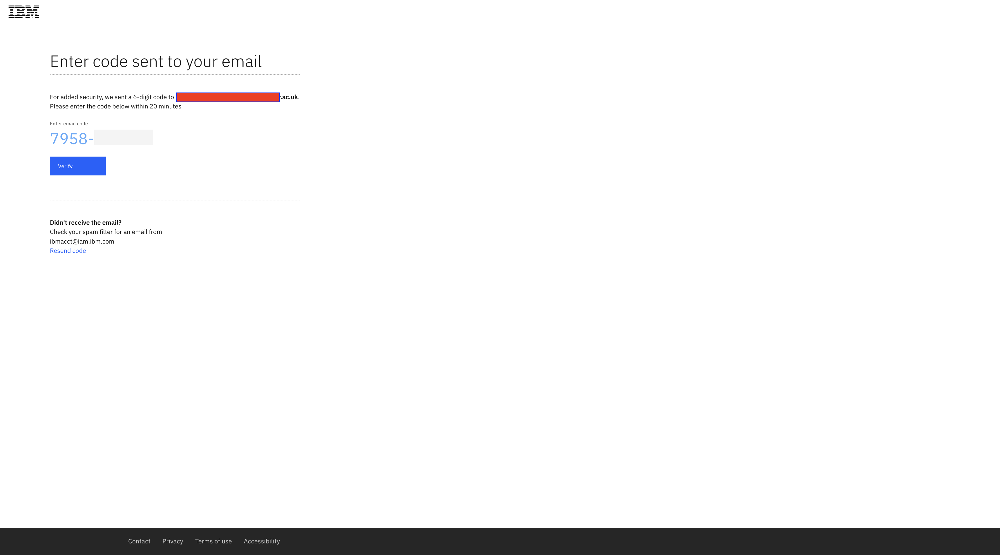 IBM
Enter code sent to your email
For added security, we sent a 6-digit code to .ac.uk.
Please enter the code below within 20 minutes
Enter email code
7958-
Verify
Didn't receive the email?
Check your spam filter for an email from
ibmacct@iam.ibm.com
Resend code
Contact Privacy Terms of use Accessibility